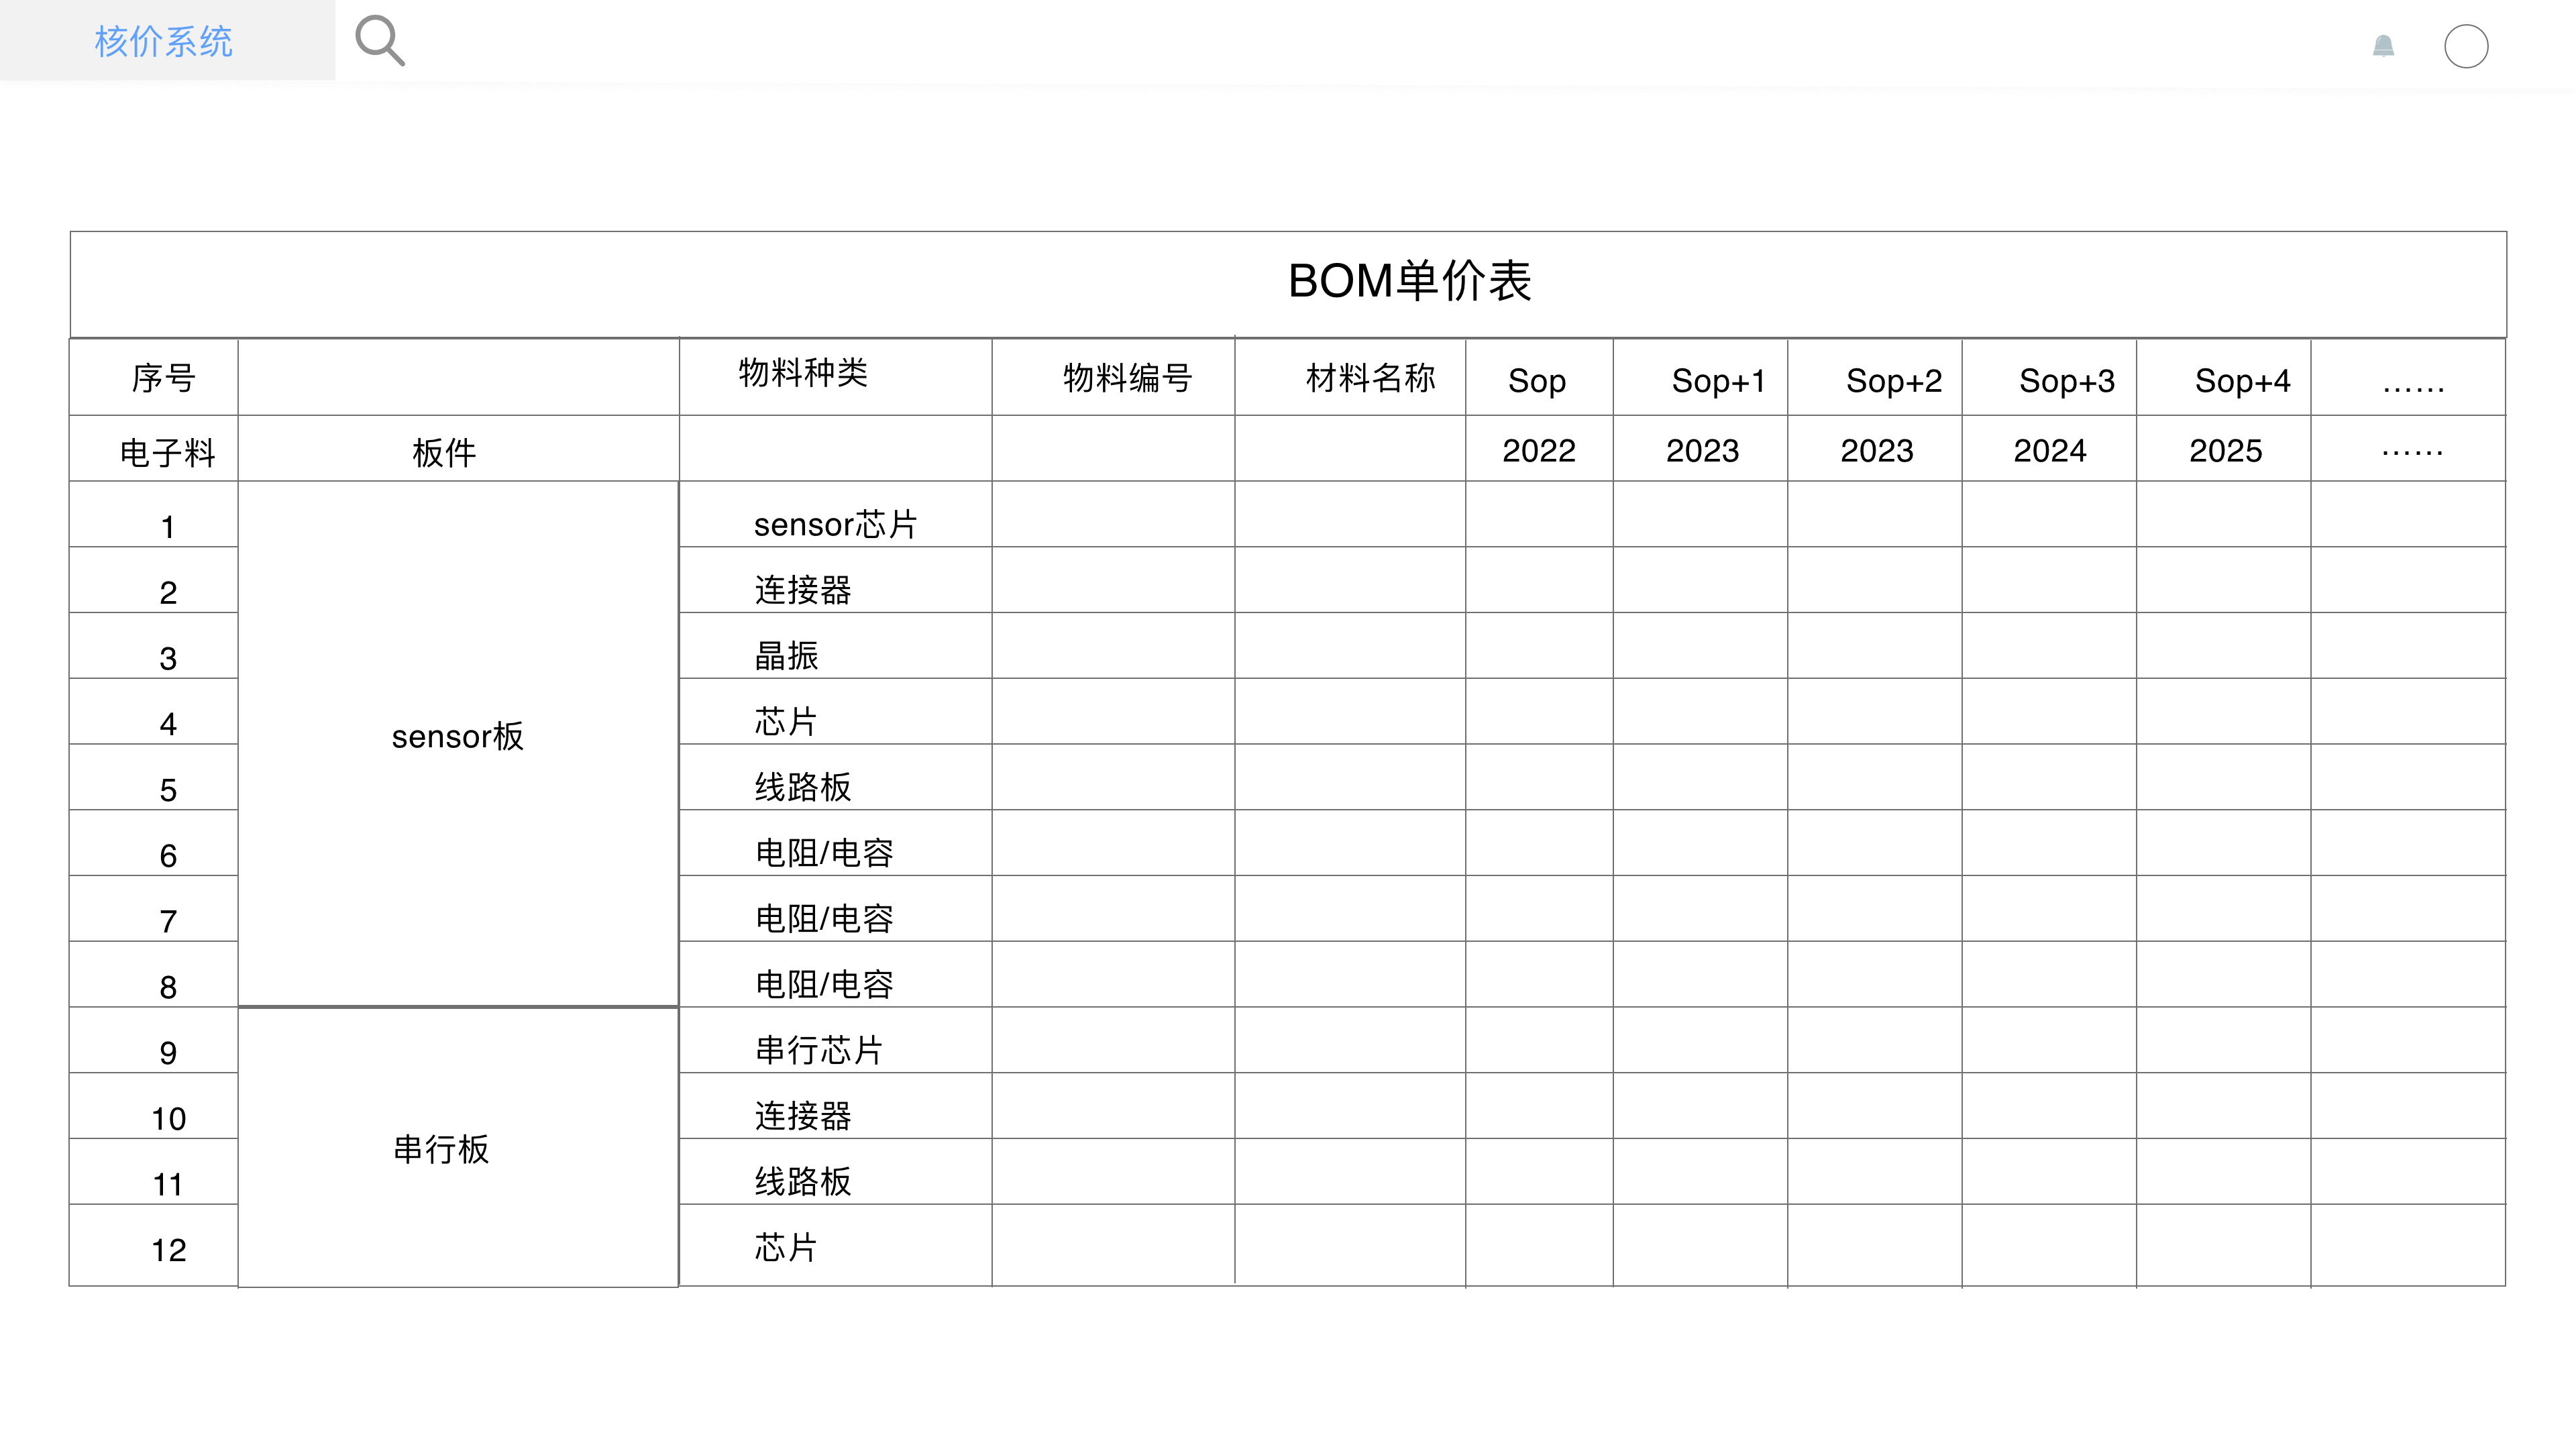 核价系统
BOM单价表
序号 物料种类 物料编号 材料名称 Sop Sop+1 Sop+2 Sop+3 Sop+4 ……
电子料 板件 2022 2023 2023 2024 2025 ……
1 sensor芯片
2 连接器
3 晶振
4 芯片
sensor板
5 线路板
6 电阻/电容
7 电阻/电容
8 电阻/电容
9 串行芯片
10 连接器
串行板
11 线路板
12 芯片